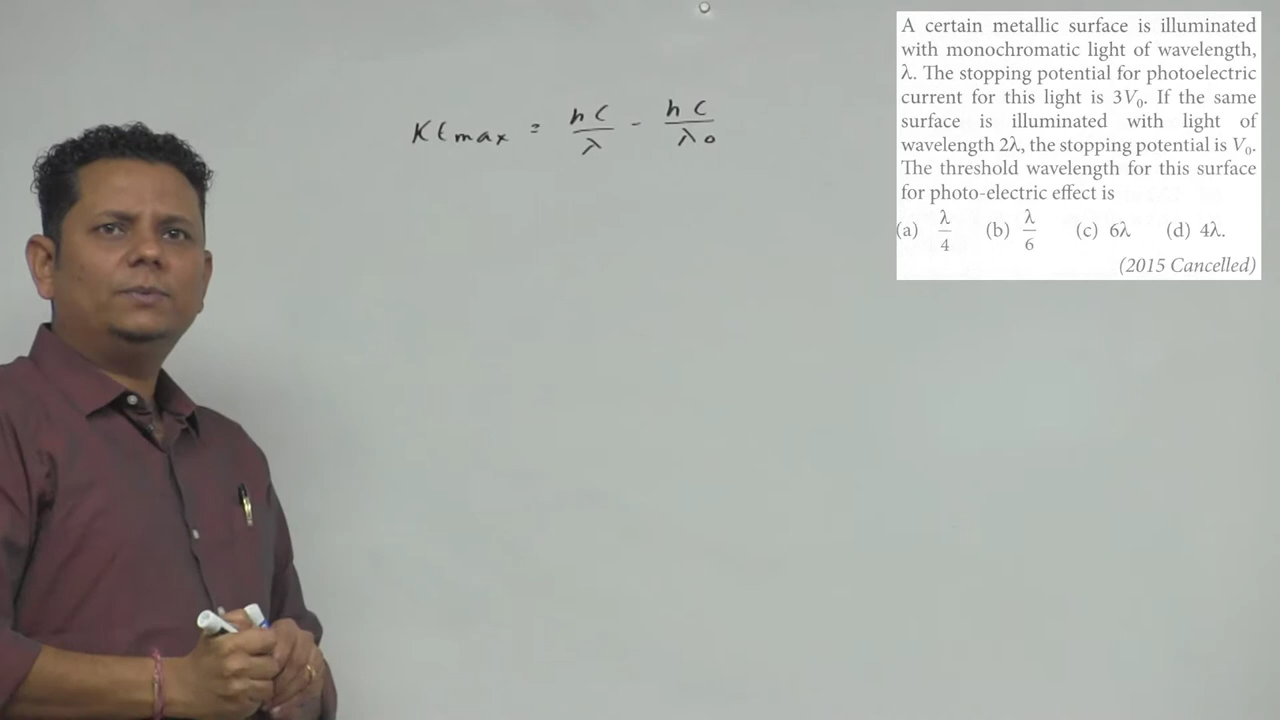 KEmax = hc/λ - hc/λ0
A certain metallic surface is illuminated
with monochromatic light of wavelength,
λ. The stopping potential for photoelectric
current for this light is 3V₀. If the same
surface is illuminated with light of
wavelength 2λ, the stopping potential is V₀.
The threshold wavelength for this surface
for photo-electric effect is
(a) λ/4 (b) λ/6 (c) 6λ (d) 4λ.
(2015 Cancelled)